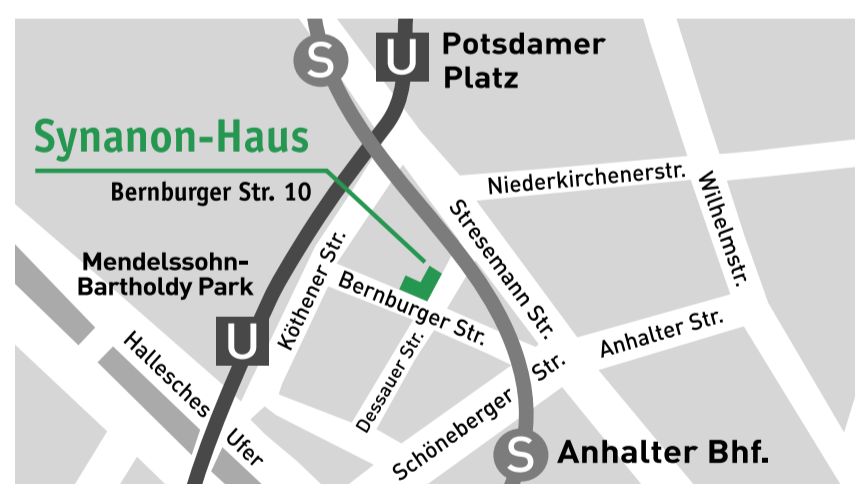 S U Potsdamer
Platz
Synanon-Haus
Bernburger Str. 10
Niederkirchenerstr.
Wilhelmstr.
Stresemann Str.
Mendelssohn-
Bartholdy Park
U
Köthener Str.
Bernburger Str.
Dessauer Str.
Anhalter Str.
Schöneberger Str.
Hallesches Ufer
S Anhalter Bhf.